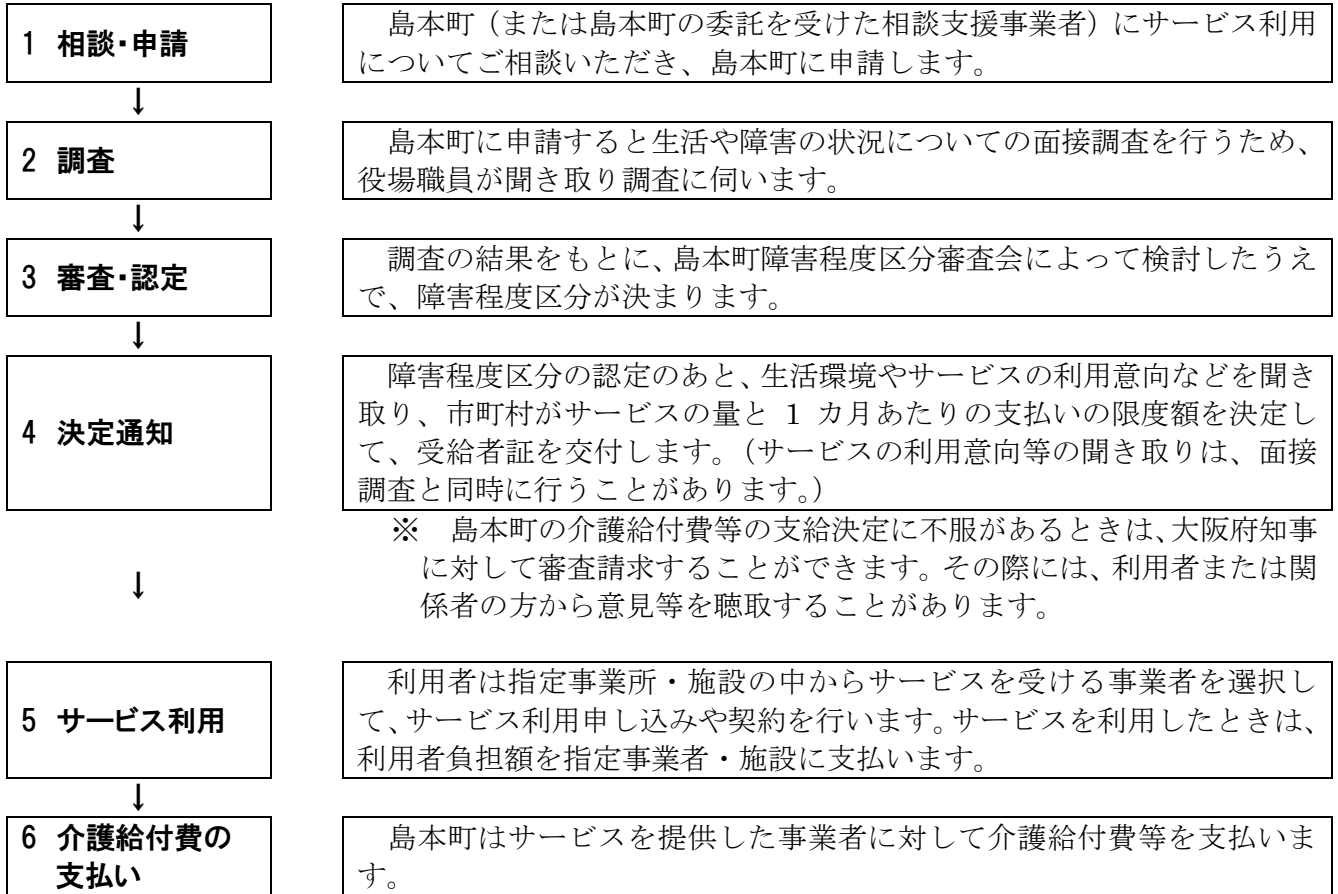 1 相談・申請
島本町（または島本町の委託を受けた相談支援事業者）にサービス利用
についてご相談いただき、島本町に申請します。
↓
2 調査
島本町に申請すると生活や障害の状況についての面接調査を行うため、
役場職員が聞き取り調査に伺います。
↓
3 審査・認定
調査の結果をもとに、島本町障害程度区分審査会によって検討したうえ
で、障害程度区分が決まります。
↓
4 決定通知
障害程度区分の認定のあと、生活環境やサービスの利用意向などを聞き
取り、市町村がサービスの量と 1 カ月あたりの支払いの限度額を決定し
て、受給者証を交付します。（サービスの利用意向等の聞き取りは、面接
調査と同時に行うことがあります。）
※ 島本町の介護給付費等の支給決定に不服があるときは、大阪府知事
に対して審査請求することができます。その際には、利用者または関
係者の方から意見等を聴取することがあります。
↓
5 サービス利用
利用者は指定事業所・施設の中からサービスを受ける事業者を選択し
て、サービス利用申し込みや契約を行います。サービスを利用したときは、
利用者負担額を指定事業者・施設に支払います。
↓
6 介護給付費の
支払い
島本町はサービスを提供した事業者に対して介護給付費等を支払いま
す。